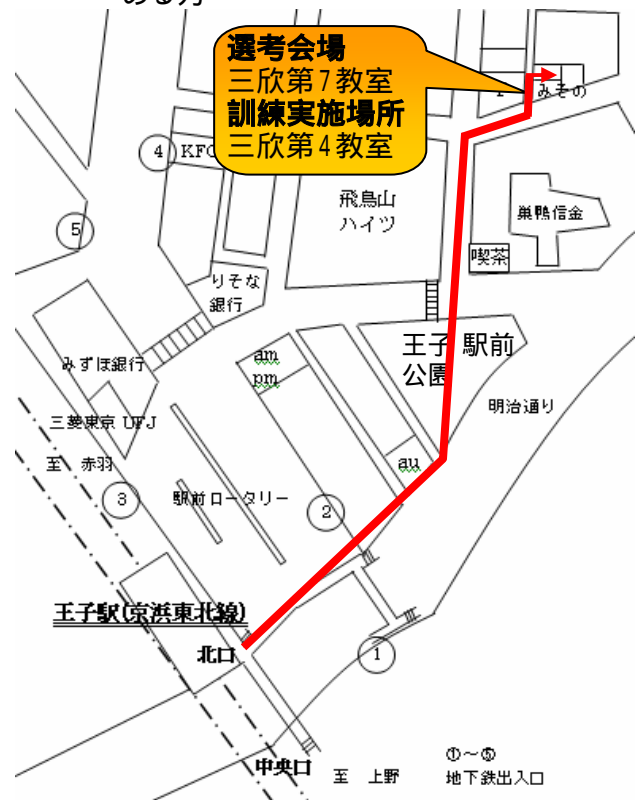 ある方
選考会場
三欣第7教室
訓練実施場所
三欣第4教室
みその
④ KFC
飛鳥山
ハイツ
巣鴨信金
⑤
喫茶
りそな
銀行
王子 駅前
公園
みずほ銀行
am
pm
明治通り
三菱東京 UFJ
au
至 赤羽
③
駅前ロータリー
②
王子駅(京浜東北線)
北口
①
中央口
至 上野
①～⑤
地下鉄出入口